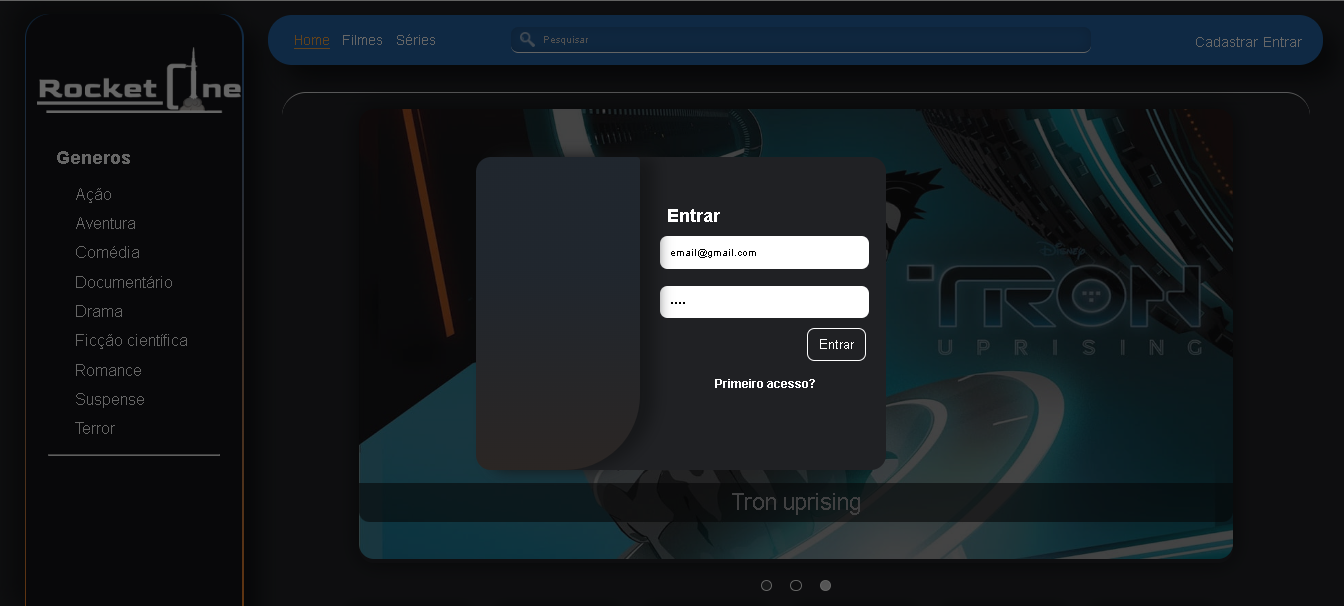 Home Filmes Séries
Pesquisar
Cadastrar Entrar
Rocket ne
Generos
Ação
Aventura
Comédia
Documentário
Drama
Ficção científica
Romance
Suspense
Terror
Entrar
email@gmail.com
••••
Entrar
Primeiro acesso?
Disney
TRON
UPRISING
Tron uprising